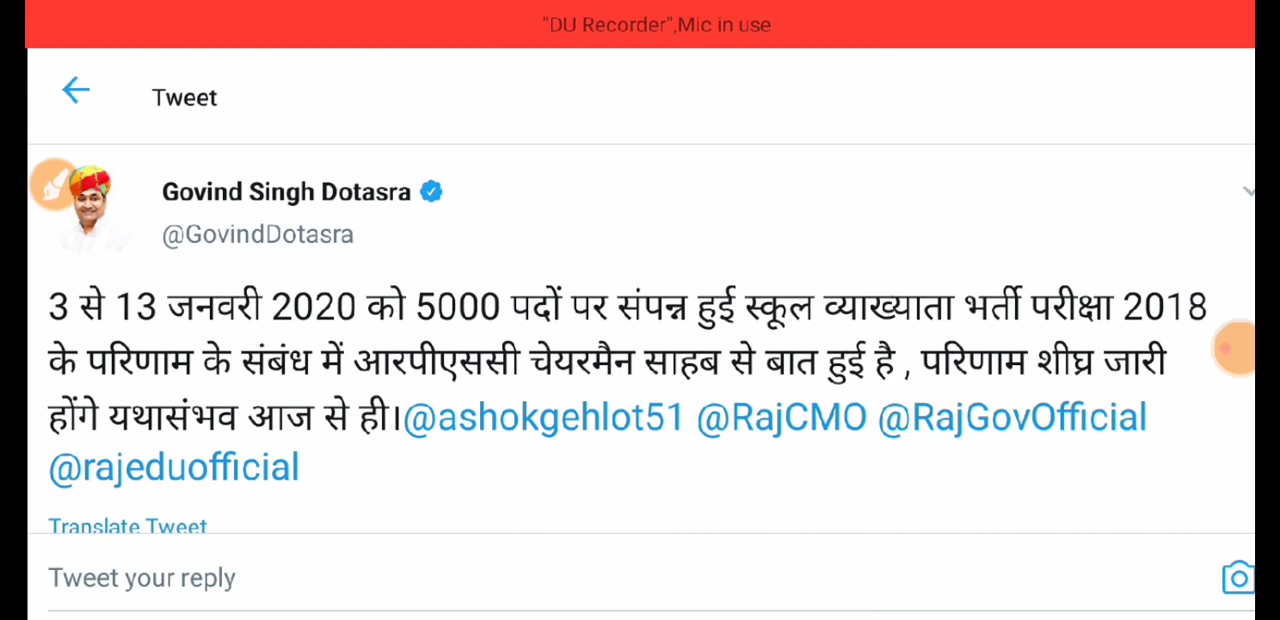 "DU Recorder",Mic in use
Tweet
Govind Singh Dotasra
@GovindDotasra
3 से 13 जनवरी 2020 को 5000 पदों पर संपन्न हुई स्कूल व्याख्याता भर्ती परीक्षा 2018
के परिणाम के संबंध में आरपीएससी चेयरमैन साहब से बात हुई है , परिणाम शीघ्र जारी
होंगे यथासंभव आज से ही।@ashokgehlot51 @RajCMO @RajGovOfficial
@rajeduofficial
Translate Tweet
Tweet your reply